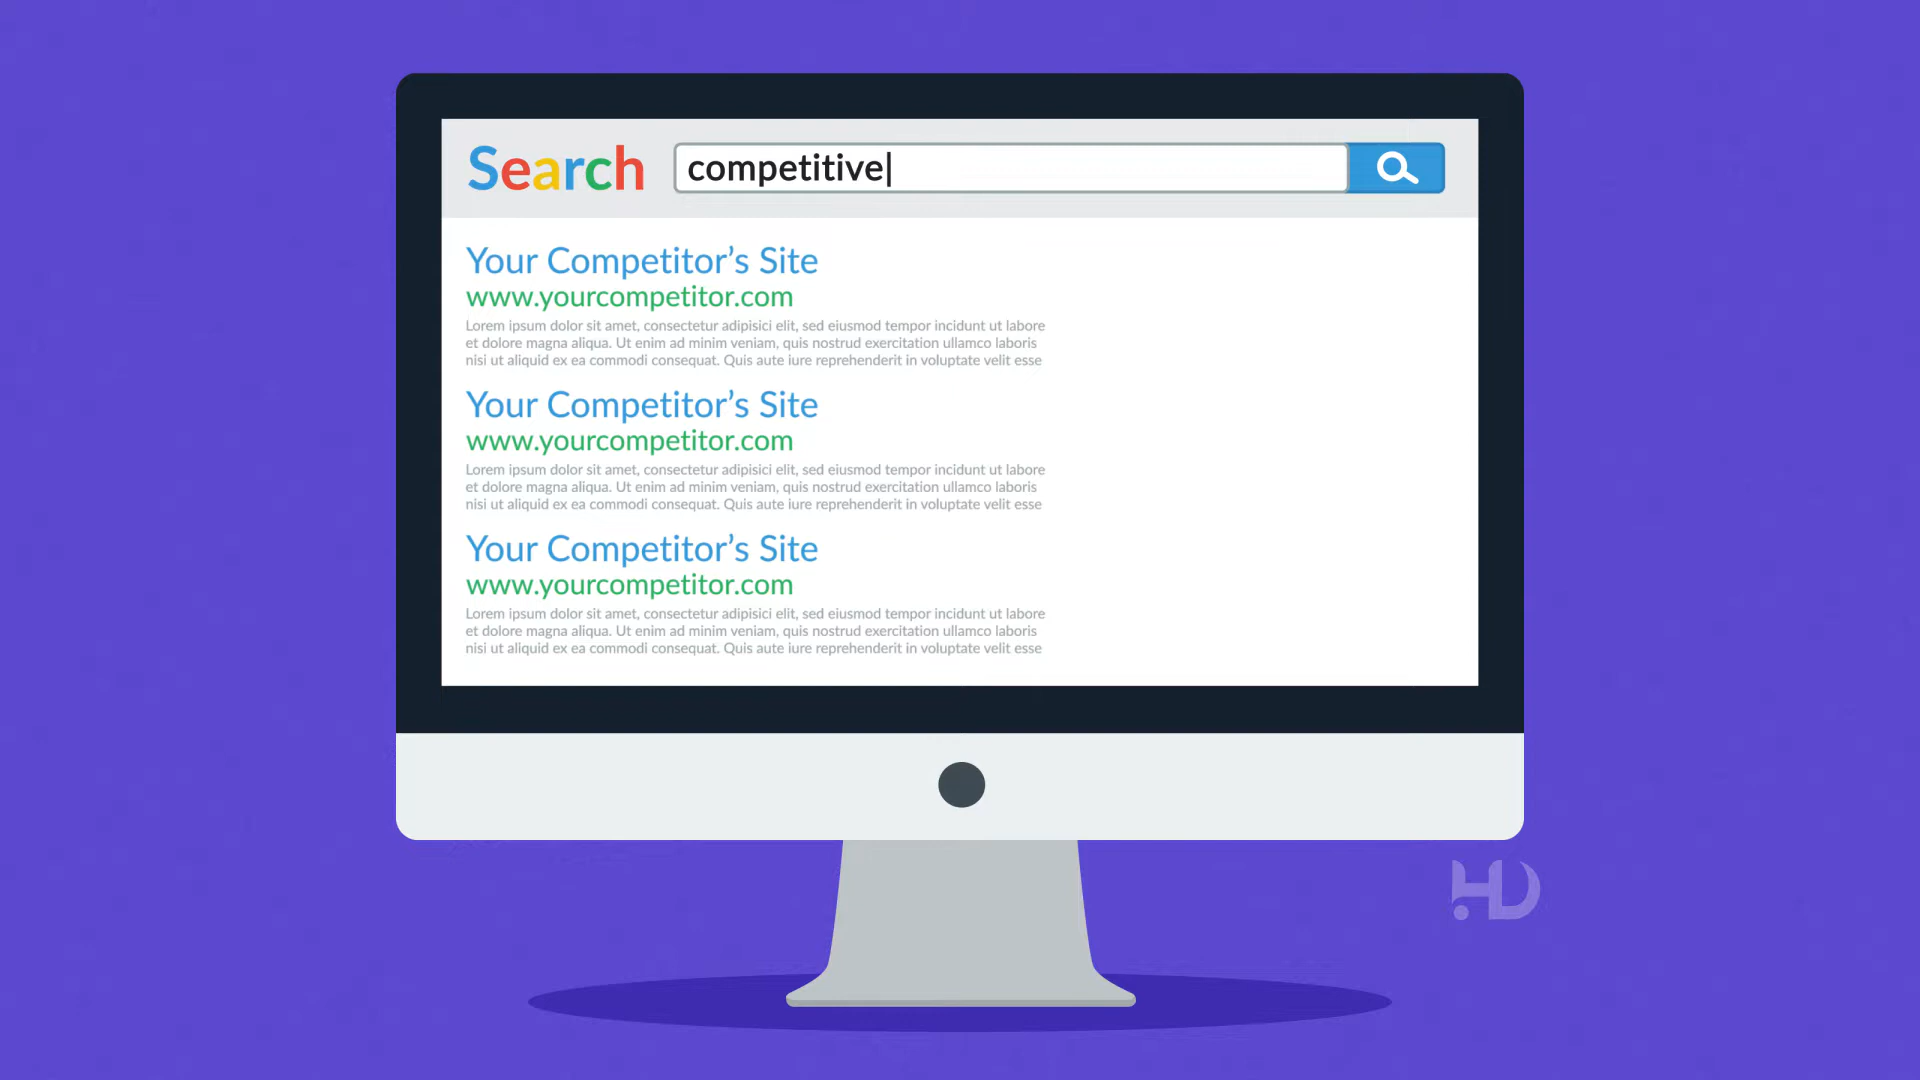 Search
competitive
Your Competitor’s Site
www.yourcompetitor.com
Lorem ipsum dolor sit amet, consectetur adipisici elit, sed eiusmod tempor incidunt ut labore
et dolore magna aliqua. Ut enim ad minim veniam, quis nostrud exercitation ullamco laboris
nisi ut aliquid ex ea commodi consequat. Quis aute iure reprehenderit in voluptate velit esse
Your Competitor’s Site
www.yourcompetitor.com
Lorem ipsum dolor sit amet, consectetur adipisici elit, sed eiusmod tempor incidunt ut labore
et dolore magna aliqua. Ut enim ad minim veniam, quis nostrud exercitation ullamco laboris
nisi ut aliquid ex ea commodi consequat. Quis aute iure reprehenderit in voluptate velit esse
Your Competitor’s Site
www.yourcompetitor.com
Lorem ipsum dolor sit amet, consectetur adipisici elit, sed eiusmod tempor incidunt ut labore
et dolore magna aliqua. Ut enim ad minim veniam, quis nostrud exercitation ullamco laboris
nisi ut aliquid ex ea commodi consequat. Quis aute iure reprehenderit in voluptate velit esse
HD